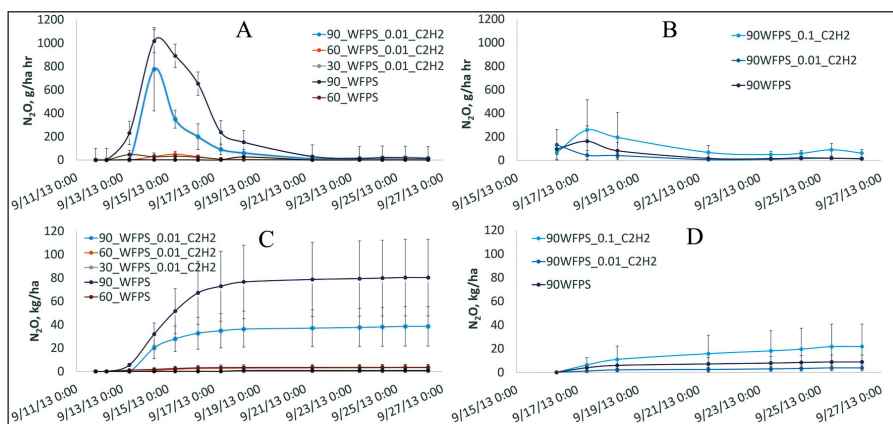 A
N₂O, g/ha hr
1200
1000
800
600
400
200
0
90_WFPS_0.01_C2H2
60_WFPS_0.01_C2H2
30_WFPS_0.01_C2H2
90_WFPS
60_WFPS
9/11/13 0:00
9/13/13 0:00
9/15/13 0:00
9/17/13 0:00
9/19/13 0:00
9/21/13 0:00
9/23/13 0:00
9/25/13 0:00
9/27/13 0:00
B
N₂O, g/ha hr
1200
1000
800
600
400
200
0
90WFPS_0.1_C2H2
90WFPS_0.01_C2H2
90WFPS
9/15/13 0:00
9/17/13 0:00
9/19/13 0:00
9/21/13 0:00
9/23/13 0:00
9/25/13 0:00
9/27/13 0:00
C
N₂O, kg/ha
120
100
80
60
40
20
0
90_WFPS_0.01_C2H2
60_WFPS_0.01_C2H2
30_WFPS_0.01_C2H2
90_WFPS
60_WFPS
9/11/13 0:00
9/13/13 0:00
9/15/13 0:00
9/17/13 0:00
9/19/13 0:00
9/21/13 0:00
9/23/13 0:00
9/25/13 0:00
9/27/13 0:00
D
N₂O, kg/ha
120
100
80
60
40
20
0
90WFPS_0.1_C2H2
90WFPS_0.01_C2H2
90WFPS
9/15/13 0:00
9/17/13 0:00
9/19/13 0:00
9/21/13 0:00
9/23/13 0:00
9/25/13 0:00
9/27/13 0:00